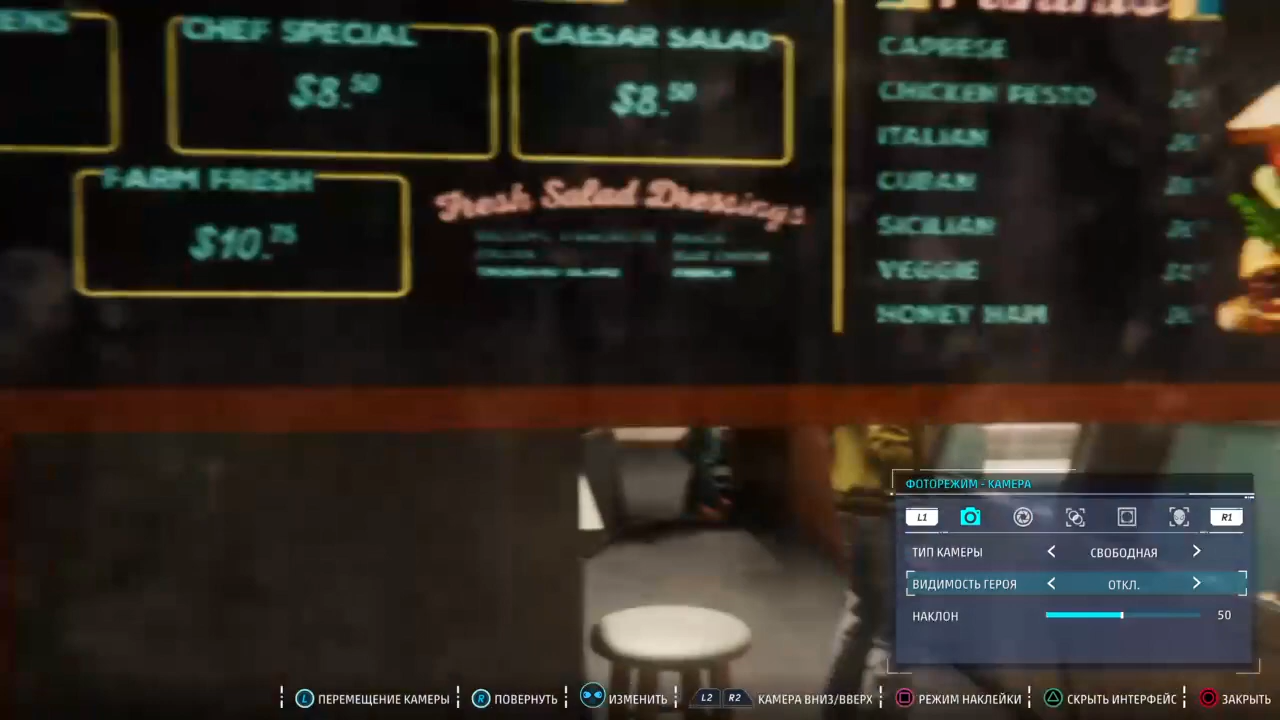 CHEF SPECIAL
$8.50
CAESAR SALAD
$8.50
FARM FRESH
$10.75
Fresh Salad Dressings
CAPRESE
CHICKEN PESTO
ITALIAN
CUBAN
SICILIAN
VEGGIE
HONEY HAM
ФОТОРЕЖИМ - КАМЕРА
L1
R1
ТИП КАМЕРЫ
СВОБОДНАЯ
ВИДИМОСТЬ ГЕРОЯ
ОТКЛ.
НАКЛОН
50
L ПЕРЕМЕЩЕНИЕ КАМЕРЫ
R ПОВЕРНУТЬ
ИЗМЕНИТЬ
L2 R2 КАМЕРА ВНИЗ/ВВЕРХ
РЕЖИМ НАКЛЕЙКИ
СКРЫТЬ ИНТЕРФЕЙС
ЗАКРЫТЬ